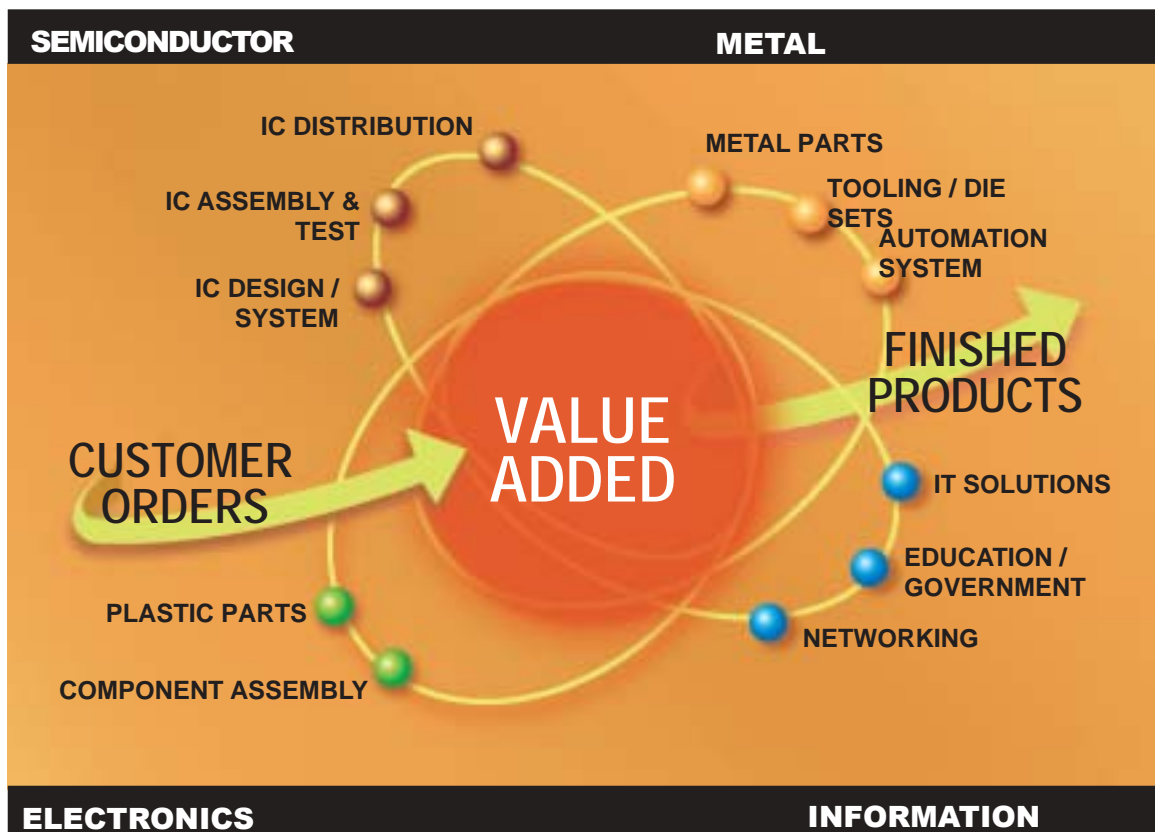 SEMICONDUCTOR
METAL
IC DISTRIBUTION
IC ASSEMBLY &
TEST
IC DESIGN /
SYSTEM
METAL PARTS
TOOLING / DIE
SETS
AUTOMATION
SYSTEM
CUSTOMER
ORDERS
VALUE
ADDED
FINISHED
PRODUCTS
PLASTIC PARTS
COMPONENT ASSEMBLY
IT SOLUTIONS
EDUCATION /
GOVERNMENT
NETWORKING
ELECTRONICS
INFORMATION